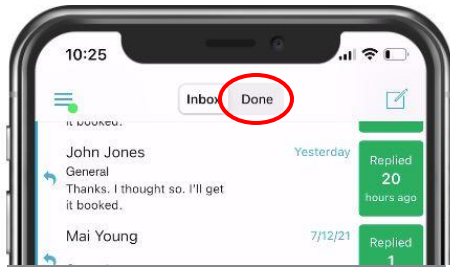 10:25
Inbox Done
it booked.
John Jones
Yesterday
General
Thanks. I thought so. I'll get
it booked.
Replied
20
hours ago
Mai Young
7/12/21
Replied
1